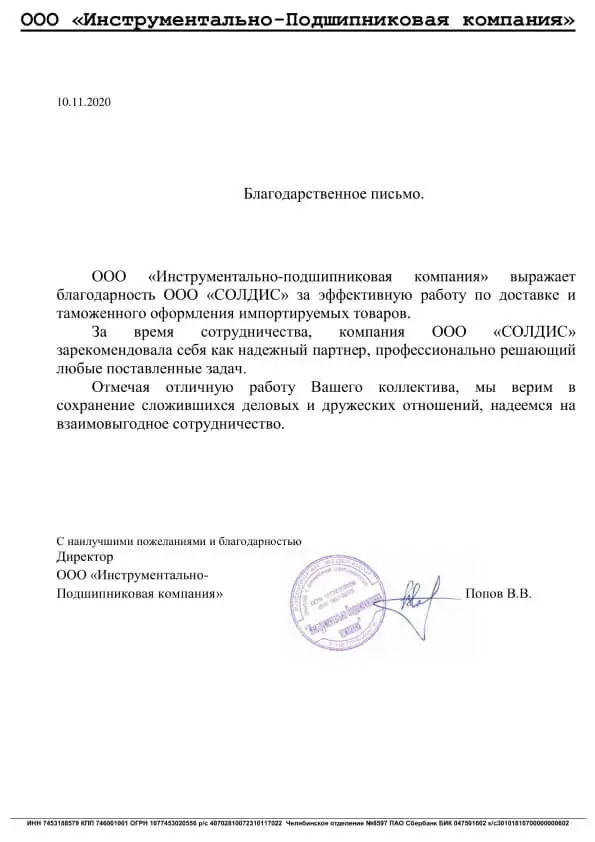 ООО «Инструментально-Подшипниковая компания»
10.11.2020
Благодарственное письмо.
ООО «Инструментально-подшипниковая компания» выражает
благодарность ООО «СОЛДИС» за эффективную работу по доставке и
таможенного оформления импортируемых товаров.
За время сотрудничества, компания ООО «СОЛДИС»
зарекомендовала себя как надежный партнер, профессионально решающий
любые поставленные задач.
Отмечая отличную работу Вашего коллектива, мы верим в
сохранение сложившихся деловых и дружеских отношений, надеемся на
взаимовыгодное сотрудничество.
С наилучшими пожеланиями и благодарностью
Директор
ООО «Инструментально-
Подшипниковая компания»
Попов В.В.
ИНН 7453188579 КПП 746001001 ОГРН 1077453020556 р/с 40702810072310117022 Челябинское отделение №8597 ПАО Сбербанк БИК 047501602 к/с30101810700000000602